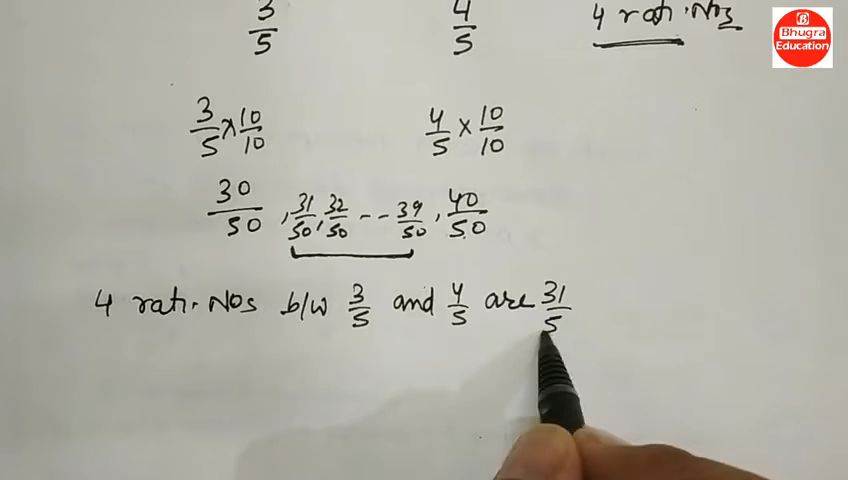 3/5 4/5 4 rati. Nos
Bhugra
Education
3/5 × 10/10 4/5 × 10/10
30/50, 31/50, 32/50 -- 39/50, 40/50
4 rati. Nos b/w 3/5 and 4/5 are 31/5